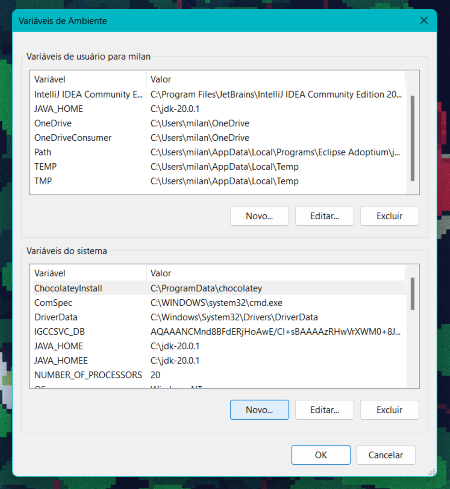 Variáveis de Ambiente
Variáveis de usuário para milan
Variável Valor
IntelliJ IDEA Community E... C:\Program Files\JetBrains\IntelliJ IDEA Community Edition 20...
JAVA_HOME C:\jdk-20.0.1
OneDrive C:\Users\milan\OneDrive
OneDriveConsumer C:\Users\milan\OneDrive
Path C:\Users\milan\AppData\Local\Programs\Eclipse Adoptium\j...
TEMP C:\Users\milan\AppData\Local\Temp
TMP C:\Users\milan\AppData\Local\Temp
Novo... Editar... Excluir
Variáveis do sistema
Variável Valor
ChocolateyInstall C:\ProgramData\chocolatey
ComSpec C:\WINDOWS\system32\cmd.exe
DriverData C:\Windows\System32\Drivers\DriverData
IGCCSVC_DB
JAVA_HOME C:\jdk-20.0.1
JAVA_HOMEE C:\jdk-20.0.1
NUMBER_OF_PROCESSORS 20
Novo... Editar... Excluir
OK Cancelar